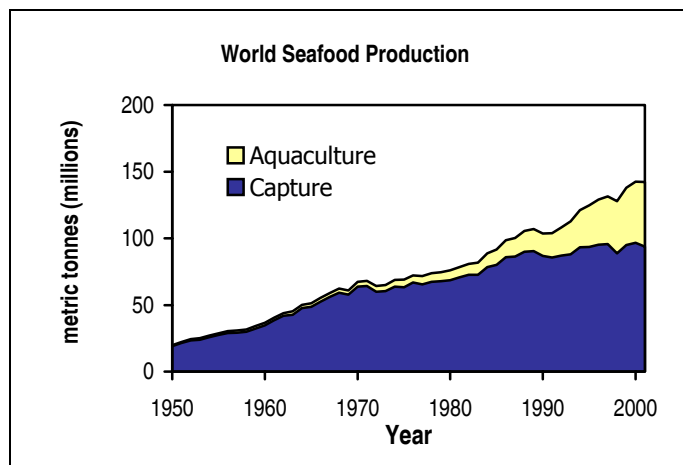 World Seafood Production
metric tonnes (millions)
200
150
100
50
0
Aquaculture
Capture
1950 1960 1970 1980 1990 2000
Year